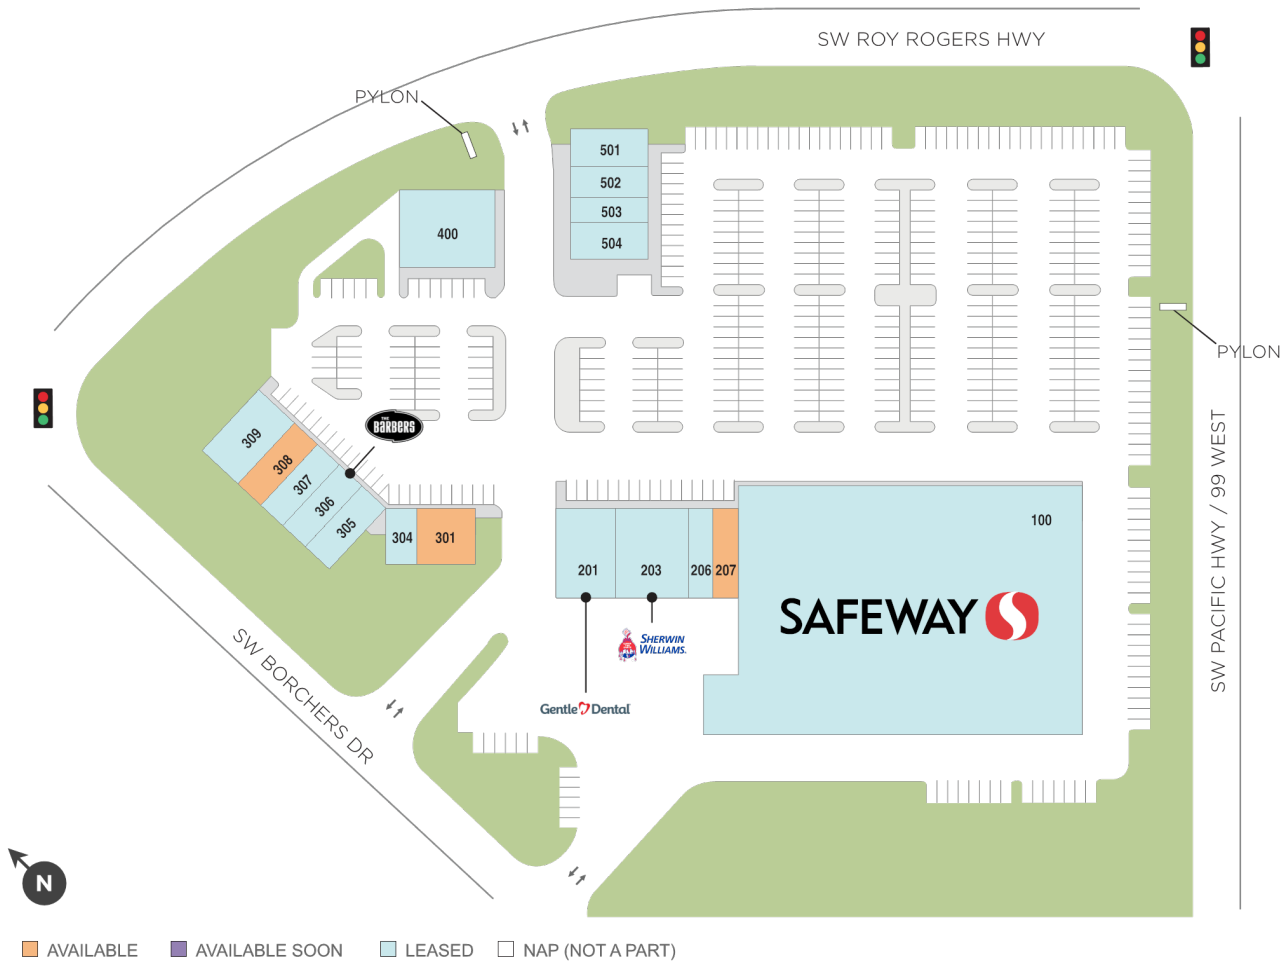 SW ROY ROGERS HWY
PYLON
501
502
503
504
400
PYLON
THE
BARBERS
309
308
307
306
305
304
301
SW PACIFIC HWY / 99 WEST
100
201
203
206
207
SAFEWAY
SHERWIN
WILLIAMS.
Gentle Dental
SW BORCHERS DR
N
AVAILABLE
AVAILABLE SOON
LEASED
NAP (NOT A PART)